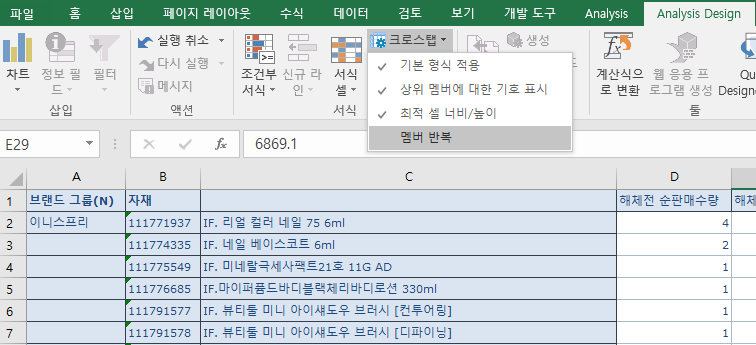 파일 홈 삽입 페이지 레이아웃 수식 데이터 검토 보기 개발 도구 Analysis Analysis Design
실행 취소 크로스탭 생성
다시 실행
메시지
차트 정보 필드 필터 조건부 서식 신규 라인 서식 셀 계산식으로 변환 웹 응용 프로그램 생성 Qu Design
삽입 액션 서식 툴
기본 형식 적용
상위 멤버에 대한 기호 표시
최적 셀 너비/높이
멤버 반복
E29 fx 6869.1
A B C D
1 브랜드 그룹(N) 자재 해체전 순판매수량 해체
2 이니스프리 111771937 IF. 리얼 컬러 네일 75 6ml 4
3 111774335 IF. 네일 베이스코트 6ml 2
4 111775549 IF. 미네랄극세사팩트21호 11G AD 1
5 111776685 IF.마이퍼퓸드바디블랙체리바디로션 330ml 1
6 111791577 IF. 뷰티툴 미니 아이섀도우 브러시 [컨투어링] 1
7 111791578 IF. 뷰티툴 미니 아이섀도우 브러시 [디파이닝] 1